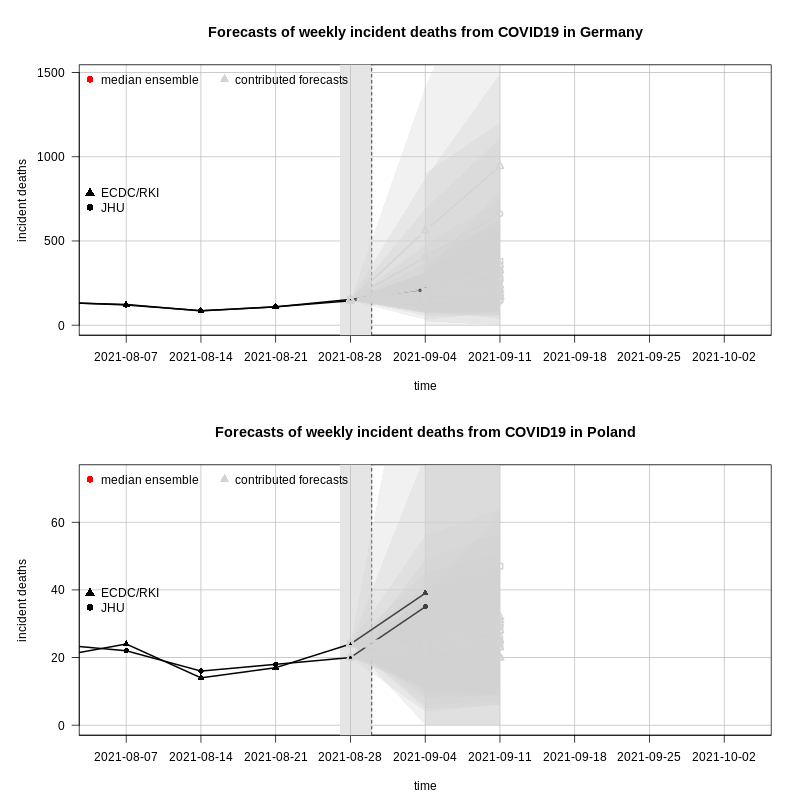 Forecasts of weekly incident deaths from COVID19 in Germany
median ensemble contributed forecasts
1500
1000
500
0
incident deaths
ECDC/RKI
JHU
2021-08-07 2021-08-14 2021-08-21 2021-08-28 2021-09-04 2021-09-11 2021-09-18 2021-09-25 2021-10-02
time
Forecasts of weekly incident deaths from COVID19 in Poland
median ensemble contributed forecasts
60
40
20
0
incident deaths
ECDC/RKI
JHU
2021-08-07 2021-08-14 2021-08-21 2021-08-28 2021-09-04 2021-09-11 2021-09-18 2021-09-25 2021-10-02
time